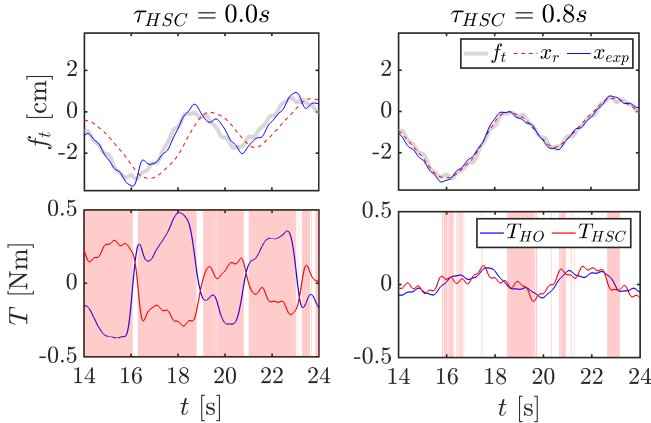 τ_HSC = 0.0s
τ_HSC = 0.8s
f_t [cm]
2
0
-2
2
0
-2
f_t x_r x_exp
T [Nm]
0.5
0
-0.5
14 16 18 20 22 24
t [s]
0.5
0
-0.5
T_HO T_HSC
14 16 18 20 22 24
t [s]